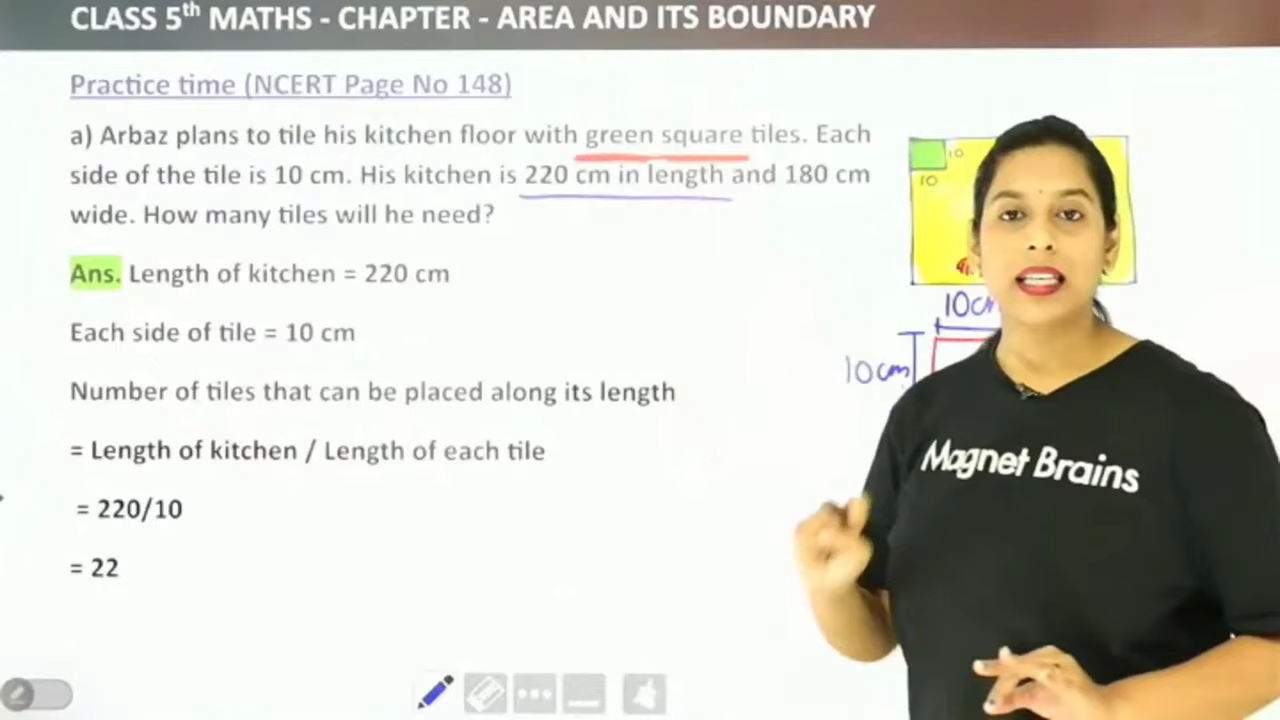 CLASS 5th MATHS - CHAPTER - AREA AND ITS BOUNDARY
Practice time (NCERT Page No 148)
a) Arbaz plans to tile his kitchen floor with green square tiles. Each
side of the tile is 10 cm. His kitchen is 220 cm in length and 180 cm
wide. How many tiles will he need?
Ans. Length of kitchen = 220 cm
Each side of tile = 10 cm
Number of tiles that can be placed along its length
= Length of kitchen / Length of each tile
= 220/10
= 22
10
10
10cm
Magnet Brains